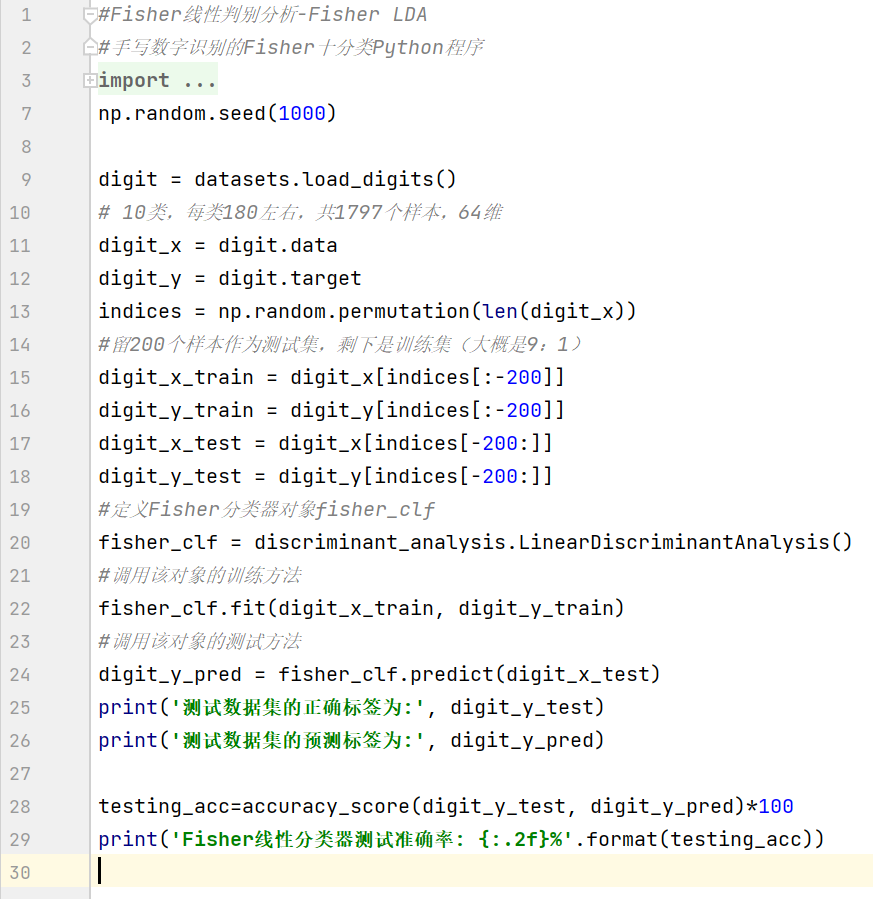 1 #Fisher线性判别分析-Fisher LDA
2 #手写数字识别的Fisher十分类Python程序
3 import ...
7 np.random.seed(1000)
8
9 digit = datasets.load_digits()
10 # 10类，每类180左右，共1797个样本，64维
11 digit_x = digit.data
12 digit_y = digit.target
13 indices = np.random.permutation(len(digit_x))
14 #留200个样本作为测试集，剩下是训练集（大概是9：1）
15 digit_x_train = digit_x[indices[:-200]]
16 digit_y_train = digit_y[indices[:-200]]
17 digit_x_test = digit_x[indices[-200:]]
18 digit_y_test = digit_y[indices[-200:]]
19 #定义Fisher分类器对象fisher_clf
20 fisher_clf = discriminant_analysis.LinearDiscriminantAnalysis()
21 #调用该对象的训练方法
22 fisher_clf.fit(digit_x_train, digit_y_train)
23 #调用该对象的测试方法
24 digit_y_pred = fisher_clf.predict(digit_x_test)
25 print('测试数据集的正确标签为:', digit_y_test)
26 print('测试数据集的预测标签为:', digit_y_pred)
27
28 testing_acc=accuracy_score(digit_y_test, digit_y_pred)*100
29 print('Fisher线性分类器测试准确率: {:.2f}%'.format(testing_acc))
30